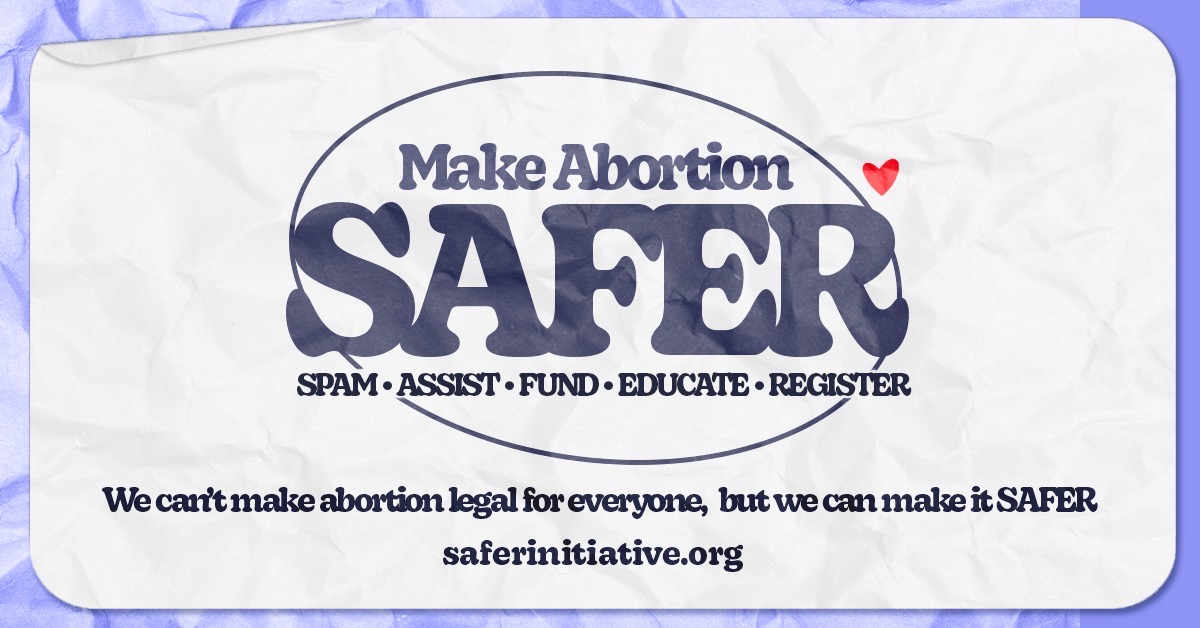 Make Abortion
SAFER
SPAM • ASSIST • FUND • EDUCATE • REGISTER
We can't make abortion legal for everyone, but we can make it SAFER
saferinitiative.org